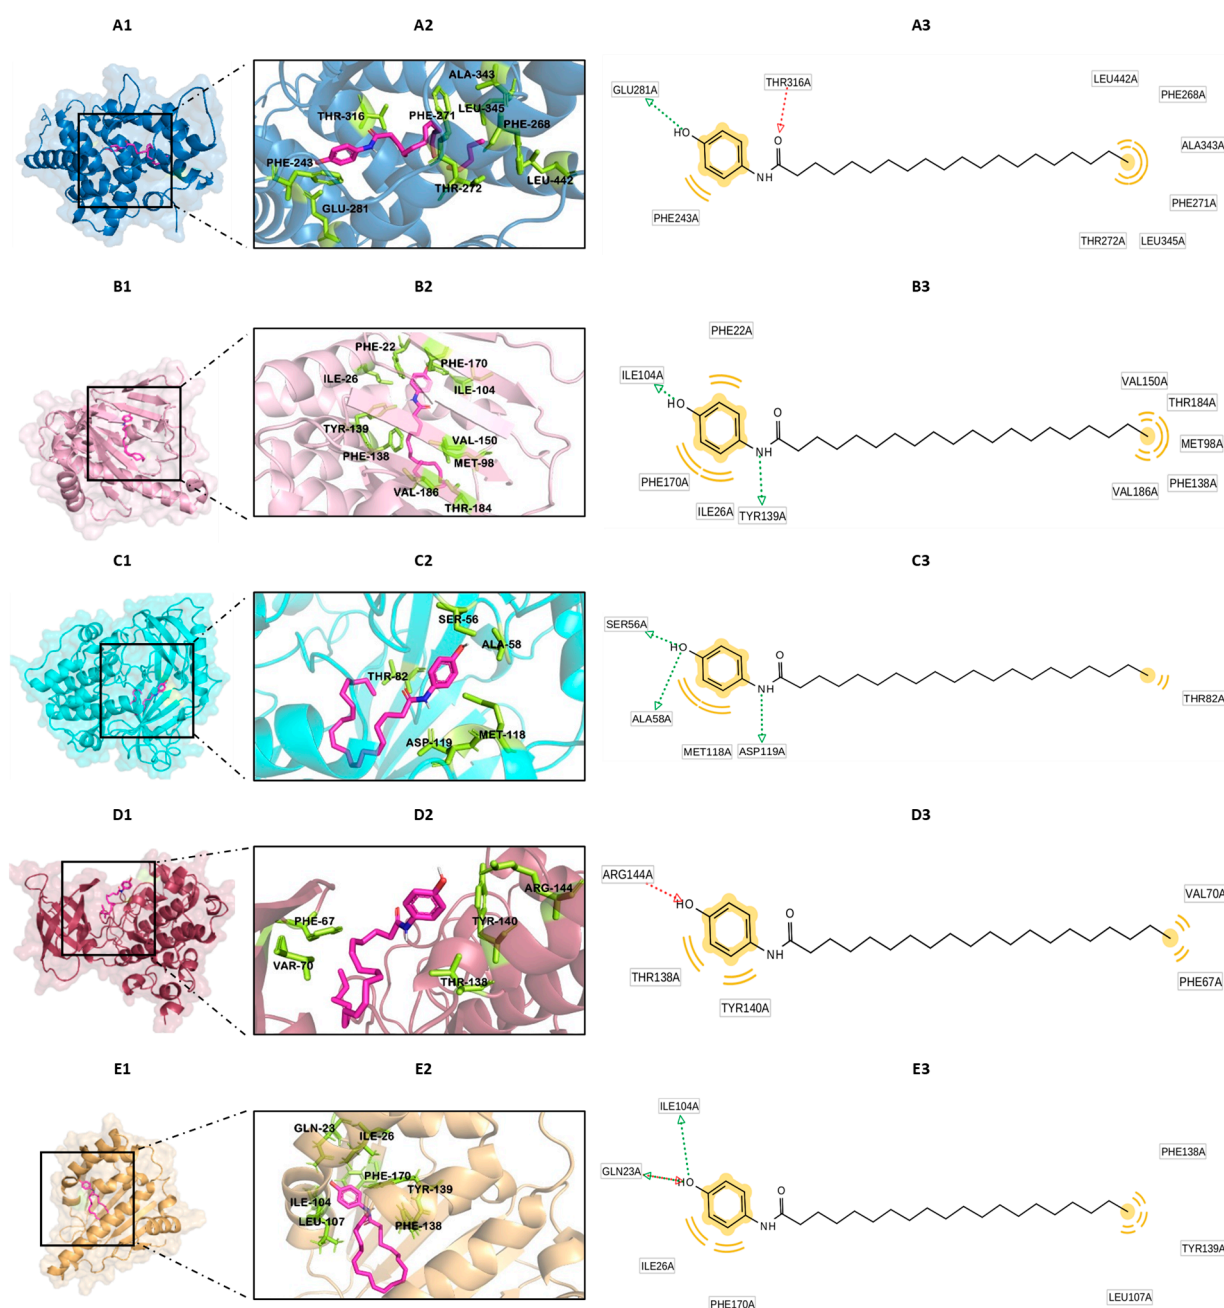 A1
A2
A3
ALA-343
THR-316
PHE-271
LEU-345
PHE-268
PHE-243
THR-272
LEU-442
GLU-281
GLU281A
THR316A
LEU442A
PHE268A
ALA343A
PHE271A
THR272A
LEU345A
PHE243A
HO
O
NH
B1
B2
B3
PHE-22
PHE-170
ILE-26
ILE-104
TYR-139
VAL-150
PHE-138
MET-98
VAL-186
THR-184
PHE22A
ILE104A
VAL150A
THR184A
MET98A
PHE138A
VAL186A
PHE170A
ILE26A
TYR139A
HO
O
NH
C1
C2
C3
SER-56
ALA-58
THR-82
ASP-119
MET-118
SER56A
ALA58A
MET118A
ASP119A
THR82A
HO
O
NH
D1
D2
D3
ARG-144
PHE-67
TYR-140
VAR-70
THR-138
ARG144A
VAL70A
THR138A
TYR140A
PHE67A
HO
O
NH
E1
E2
E3
GLN-23
ILE-26
PHE-170
TYR-139
ILE-104
LEU-107
PHE-138
ILE104A
GLN23A
PHE138A
ILE26A
TYR139A
PHE170A
LEU107A
HO
O
NH